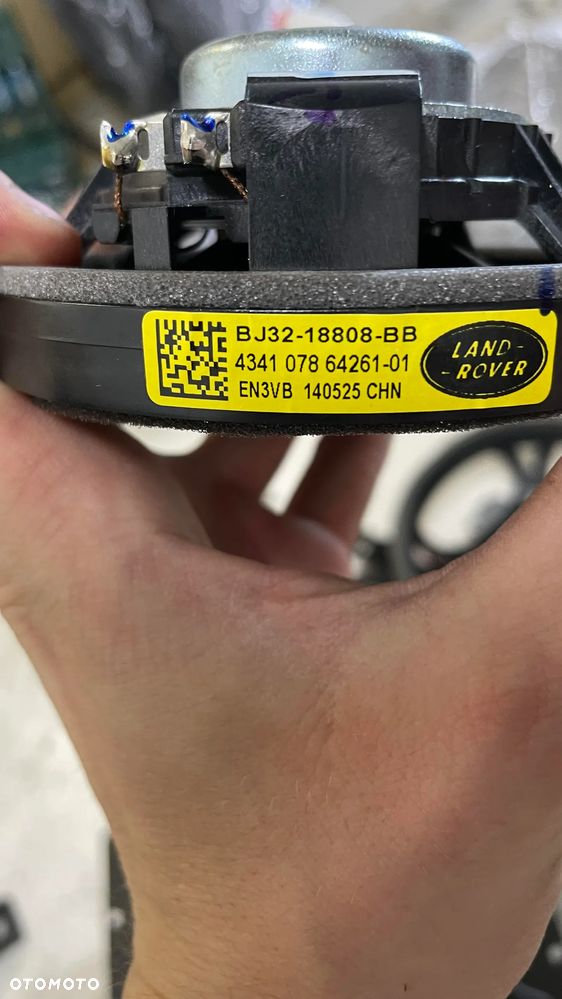 BJ32-18808-BB
4341 078 64261-01
EN3VB 140525 CHN
LAND-
-ROVER
OTOMOTO